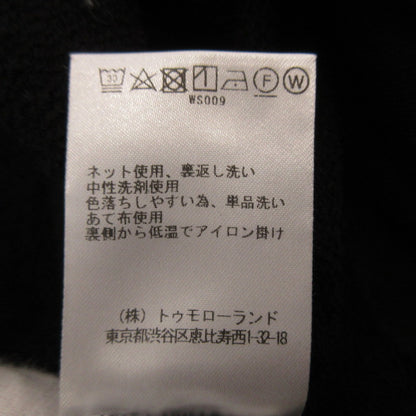 30 F W
WS009
ネット使用、裏返し洗い
中性洗剤使用
色落ちしやすい為、単品洗い
あて布使用
裏側から低温でアイロン掛け
（株）トゥモローランド
東京都渋谷区恵比寿西1-32-18